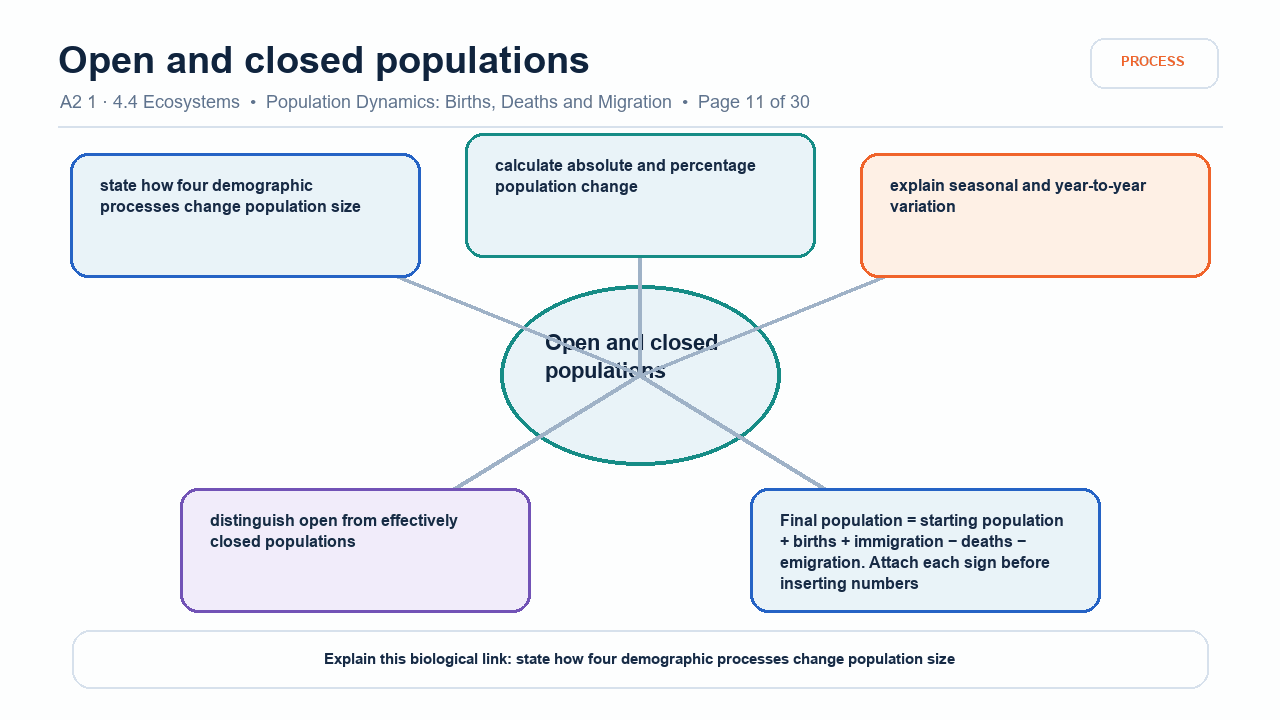 Open and closed populations
PROCESS
A2 1 · 4.4 Ecosystems • Population Dynamics: Births, Deaths and Migration • Page 11 of 30
state how four demographic
processes change population size
calculate absolute and percentage
population change
explain seasonal and year-to-year
variation
Open and closed
populations
distinguish open from effectively
closed populations
Final population = starting population
+ births + immigration − deaths −
emigration. Attach each sign before
inserting numbers
Explain this biological link: state how four demographic processes change population size